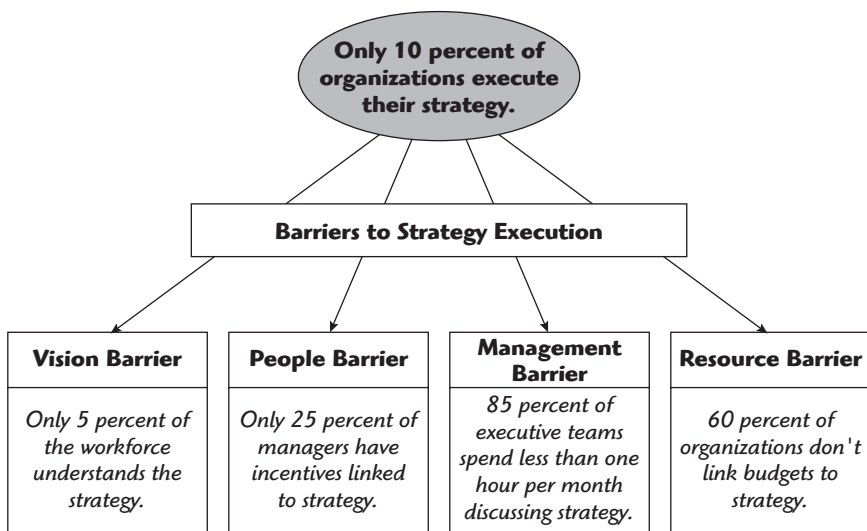 Only 10 percent of
organizations execute
their strategy.
Barriers to Strategy Execution
Vision Barrier
Only 5 percent of
the workforce
understands the
strategy.
People Barrier
Only 25 percent of
managers have
incentives linked
to strategy.
Management
Barrier
85 percent of
executive teams
spend less than one
hour per month
discussing strategy.
Resource Barrier
60 percent of
organizations don't
link budgets to
strategy.